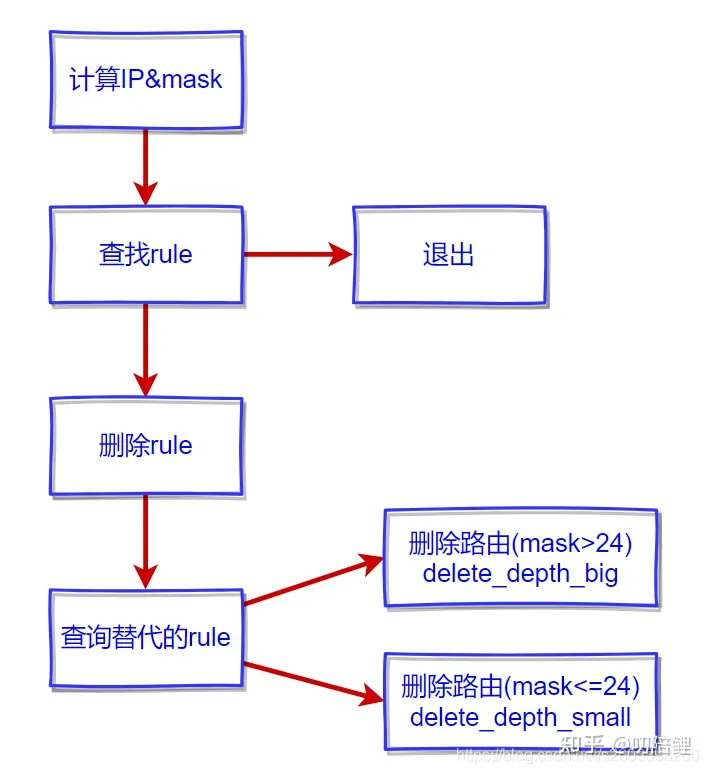 计算IP&mask
查找rule
退出
删除rule
删除路由(mask>24)
delete_depth_big
查询替代的rule
删除路由(mask<=24)
delete_depth_small
知乎 @叨陪鲤